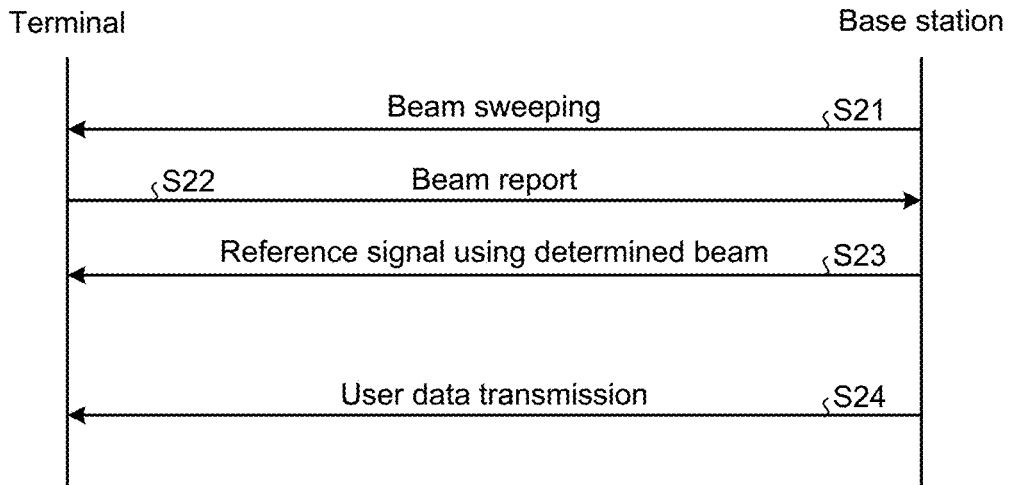 Terminal
Base station
Beam sweeping
S21
S22
Beam report
Reference signal using determined beam
S23
User data transmission
S24